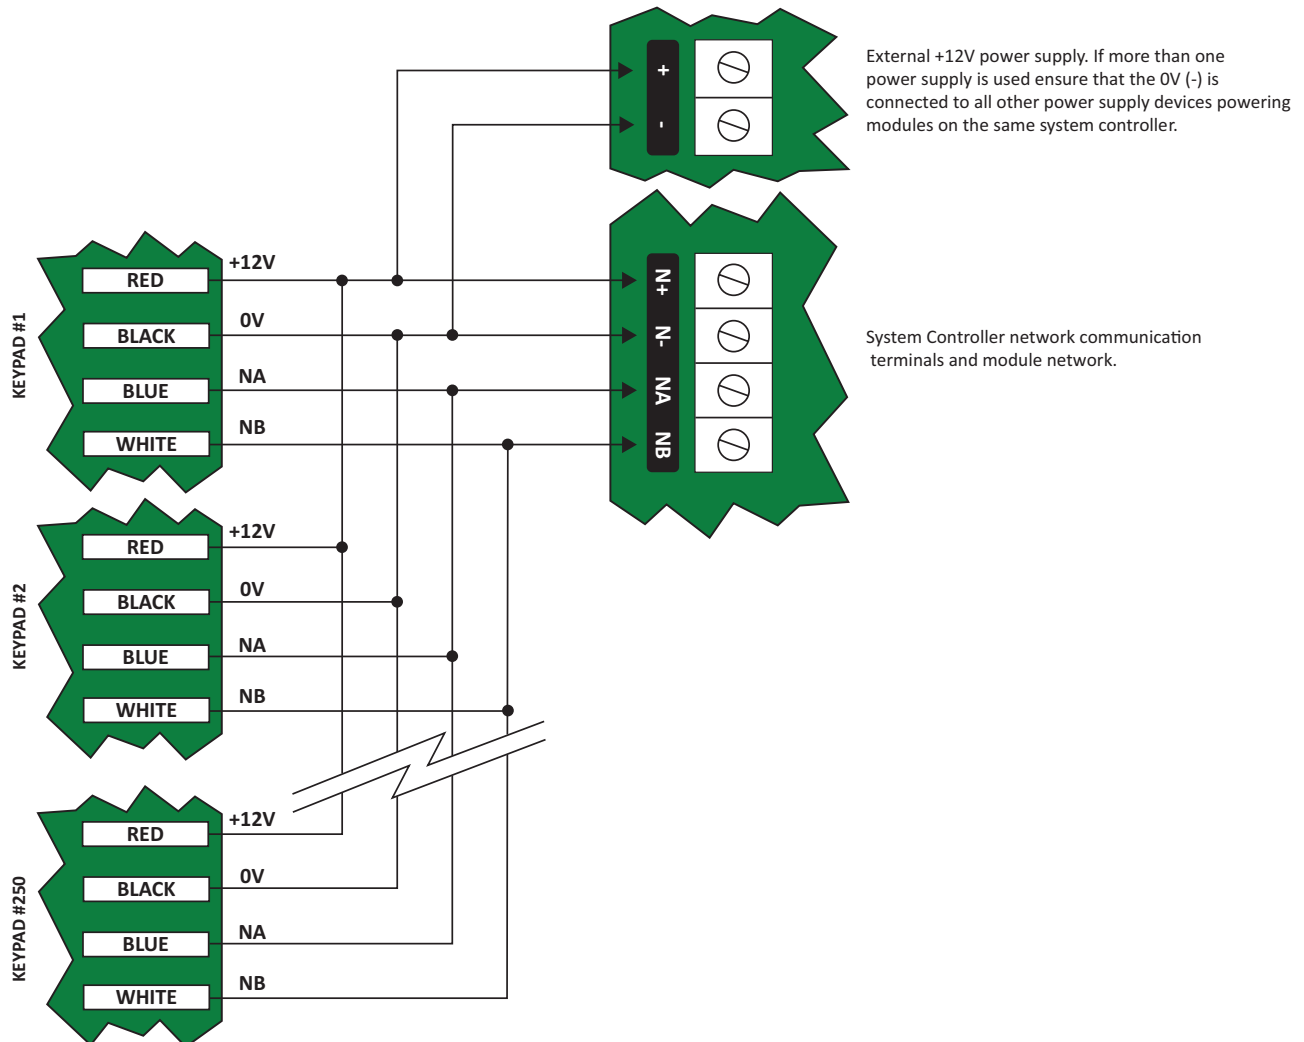 +
-
External +12V power supply. If more than one
power supply is used ensure that the 0V (-) is
connected to all other power supply devices powering
modules on the same system controller.
KEYPAD #1
RED
+12V
BLACK
0V
BLUE
NA
WHITE
NB
N+
N-
NA
NB
System Controller network communication
terminals and module network.
KEYPAD #2
RED
+12V
BLACK
0V
BLUE
NA
WHITE
NB
KEYPAD #250
RED
+12V
BLACK
0V
BLUE
NA
WHITE
NB